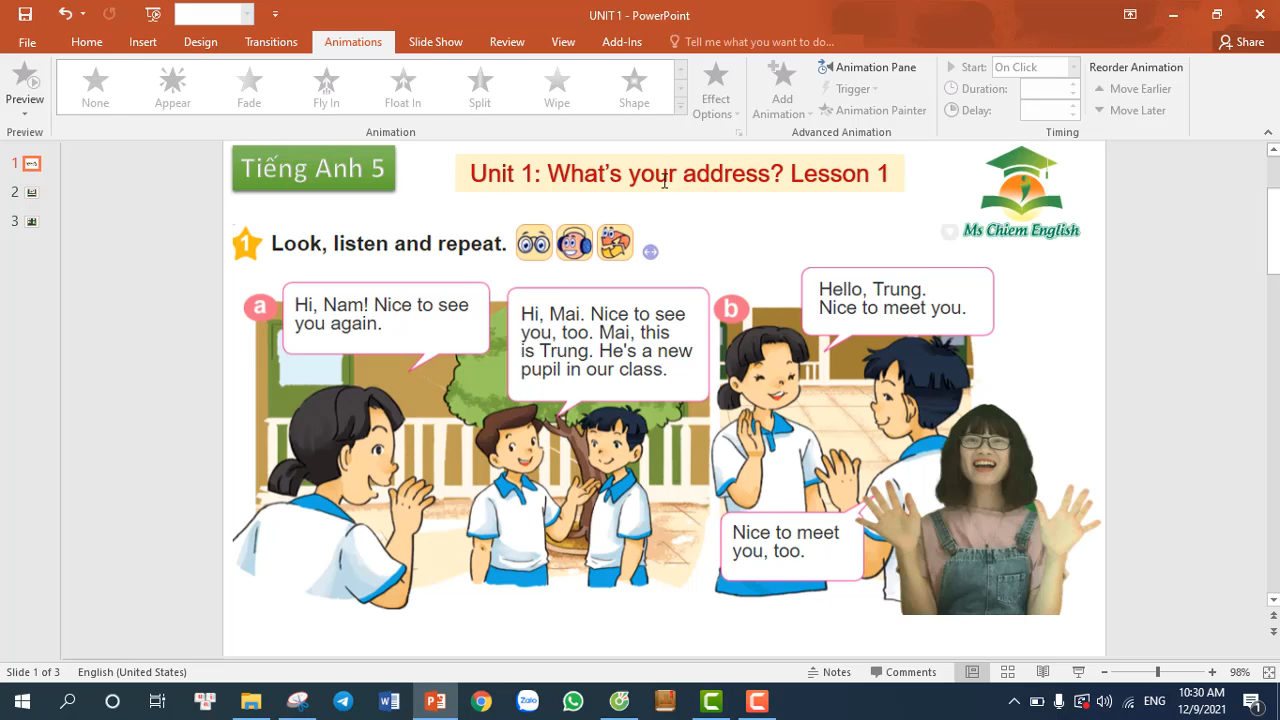 UNIT 1 - PowerPoint
File
Home
Insert
Design
Transitions
Animations
Slide Show
Review
View
Add-Ins
Tell me what you want to do...
Share
Preview
None
Appear
Fade
Fly In
Float In
Split
Wipe
Shape
Effect
Options
Add
Animation
Animation Pane
Trigger
Animation Painter
Start:
On Click
Duration:
Delay:
Reorder Animation
Move Earlier
Move Later
Preview
Animation
Advanced Animation
Timing
1
2
3
Tiếng Anh 5
Unit 1: What's your address? Lesson 1
Ms Chiem English
1 Look, listen and repeat.
a
Hi, Nam! Nice to see
you again.
Hi, Mai. Nice to see
you, too. Mai, this
is Trung. He's a new
pupil in our class.
b
Hello, Trung.
Nice to meet you.
Nice to meet
you, too.
Slide 1 of 3
English (United States)
Notes
Comments
98%
Zalo
ENG
10:30 AM
12/9/2021
1